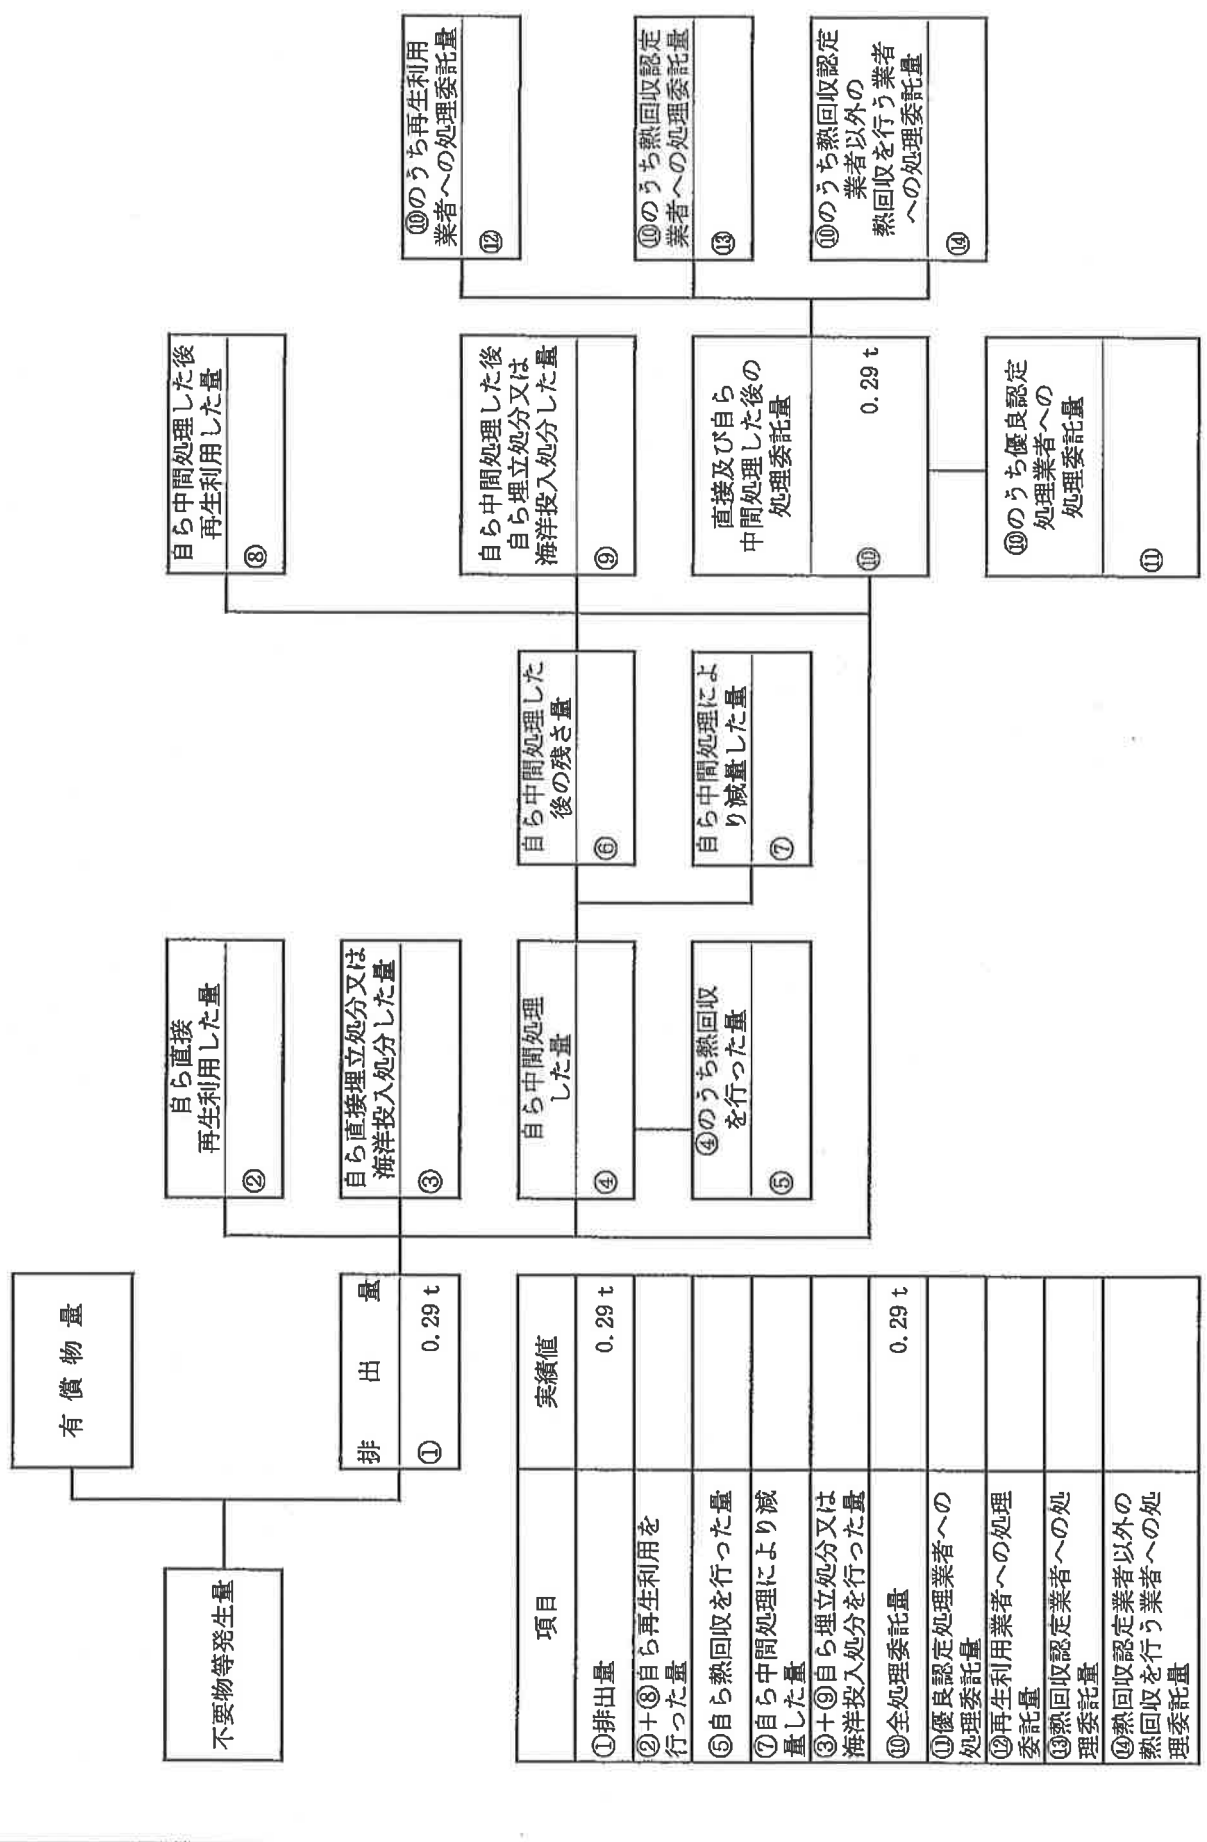 不要物等発生量
有償物量
排出量
① 0.29 t
自ら直接
再生利用した量
②
自ら直接埋立処分又は
海洋投入処分した量
③
自ら中間処理
した量
④
④のうち熱回収
を行った量
⑤
自ら中間処理した
後の残さ量
⑥
自ら中間処理によ
り減量した量
⑦
自ら中間処理した後
再生利用した量
⑧
自ら中間処理した後
自ら埋立処分又は
海洋投入処分した量
⑨
直接及び自ら
中間処理した後の
処理委託量
⑩ 0.29 t
⑩のうち優良認定
処理業者への
処理委託量
⑪
⑩のうち再生利用
業者への処理委託量
⑫
⑩のうち熱回収認定
業者への処理委託量
⑬
⑩のうち熱回収認定
業者以外の
熱回収を行う業者
への処理委託量
⑭
項目 実績値
①排出量 0.29 t
②+⑧自ら再生利用を
行った量
⑤自ら熱回収を行った量
⑦自ら中間処理により減
量した量
③+⑨自ら埋立処分又は
海洋投入処分を行った量
⑩全処理委託量 0.29 t
⑪優良認定処理業者への
処理委託量
⑫再生利用業者への処理
委託量
⑬熱回収認定業者への処
理委託量
⑭熱回収認定業者以外の
熱回収を行う業者への処
理委託量